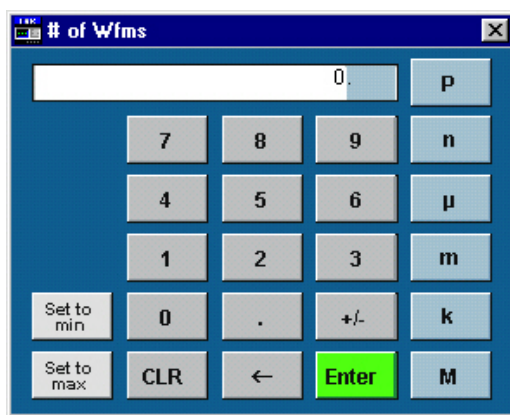 # of Wfms
0.
p
7 8 9 n
4 5 6 µ
1 2 3 m
Set to
min
0 . +/- k
Set to
max
CLR ← Enter M